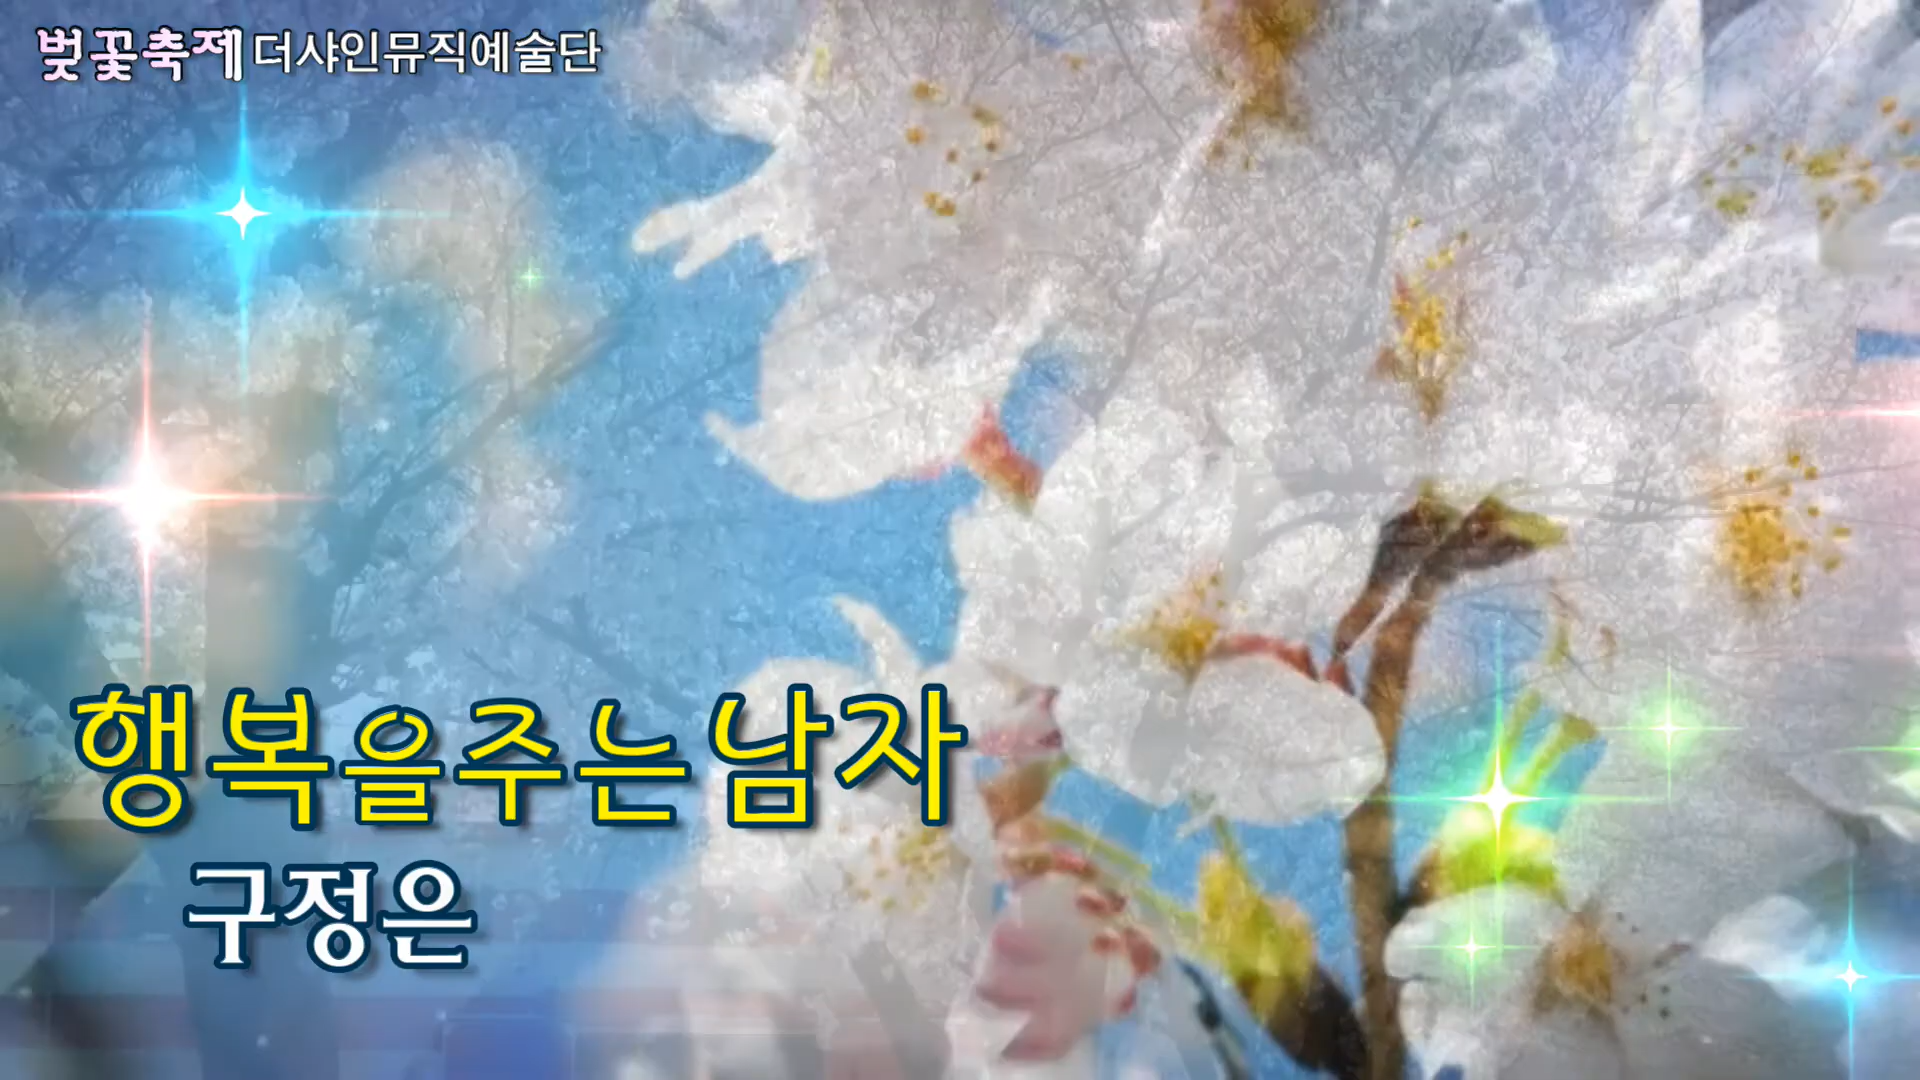 벚꽃축제 더샤인뮤직예술단
행복을주는남자
구정은